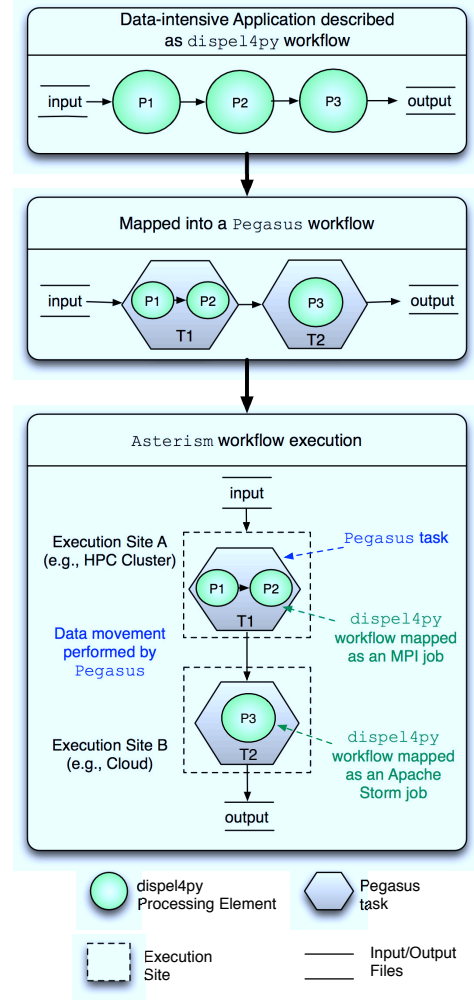 Data-intensive Application described
as dispel4py workflow
input
P1
P2
P3
output
Mapped into a Pegasus workflow
input
P1
P2
P3
output
T1
T2
Asterism workflow execution
input
Execution Site A
(e.g., HPC Cluster)
Pegasus task
P1
P2
T1
dispel4py
workflow mapped
as an MPI job
Data movement
performed by
Pegasus
P3
T2
Execution Site B
(e.g., Cloud)
dispel4py
workflow mapped
as an Apache
Storm job
output
dispel4py
Processing Element
Pegasus
task
Execution
Site
Input/Output
Files